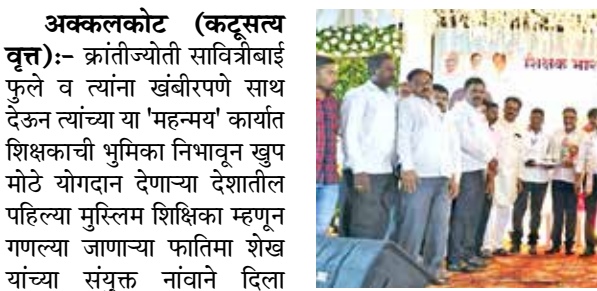 अक्कलकोट (कटूसत्य
वृत्त):- क्रांतीज्योती सावित्रीबाई
फुले व त्यांना खंबीरपणे साथ
देऊन त्यांच्या या 'महन्मय' कार्यात
शिक्षकाची भुमिका निभावून खुप
मोठे योगदान देणाऱ्या देशातील
पहिल्या मुस्लिम शिक्षिका म्हणून
गणल्या जाणाऱ्या फातिमा शेख
यांच्या संयुक्त नांवाने दिला
शिक्षक भार